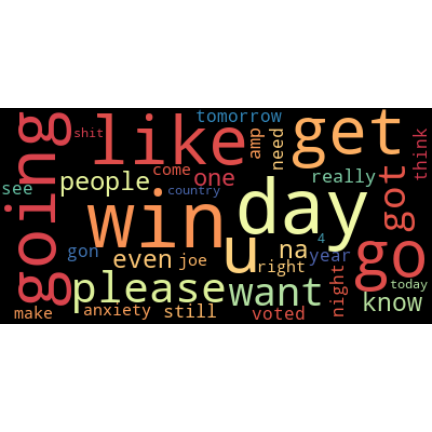 going
shit
like
tomorrow
amp
need
get
think
see
people
come
one
country
really
got
win
u
day
4
go
gon
even
joe
right
na
year
today
please
want
night
know
make
anxiety
still
voted